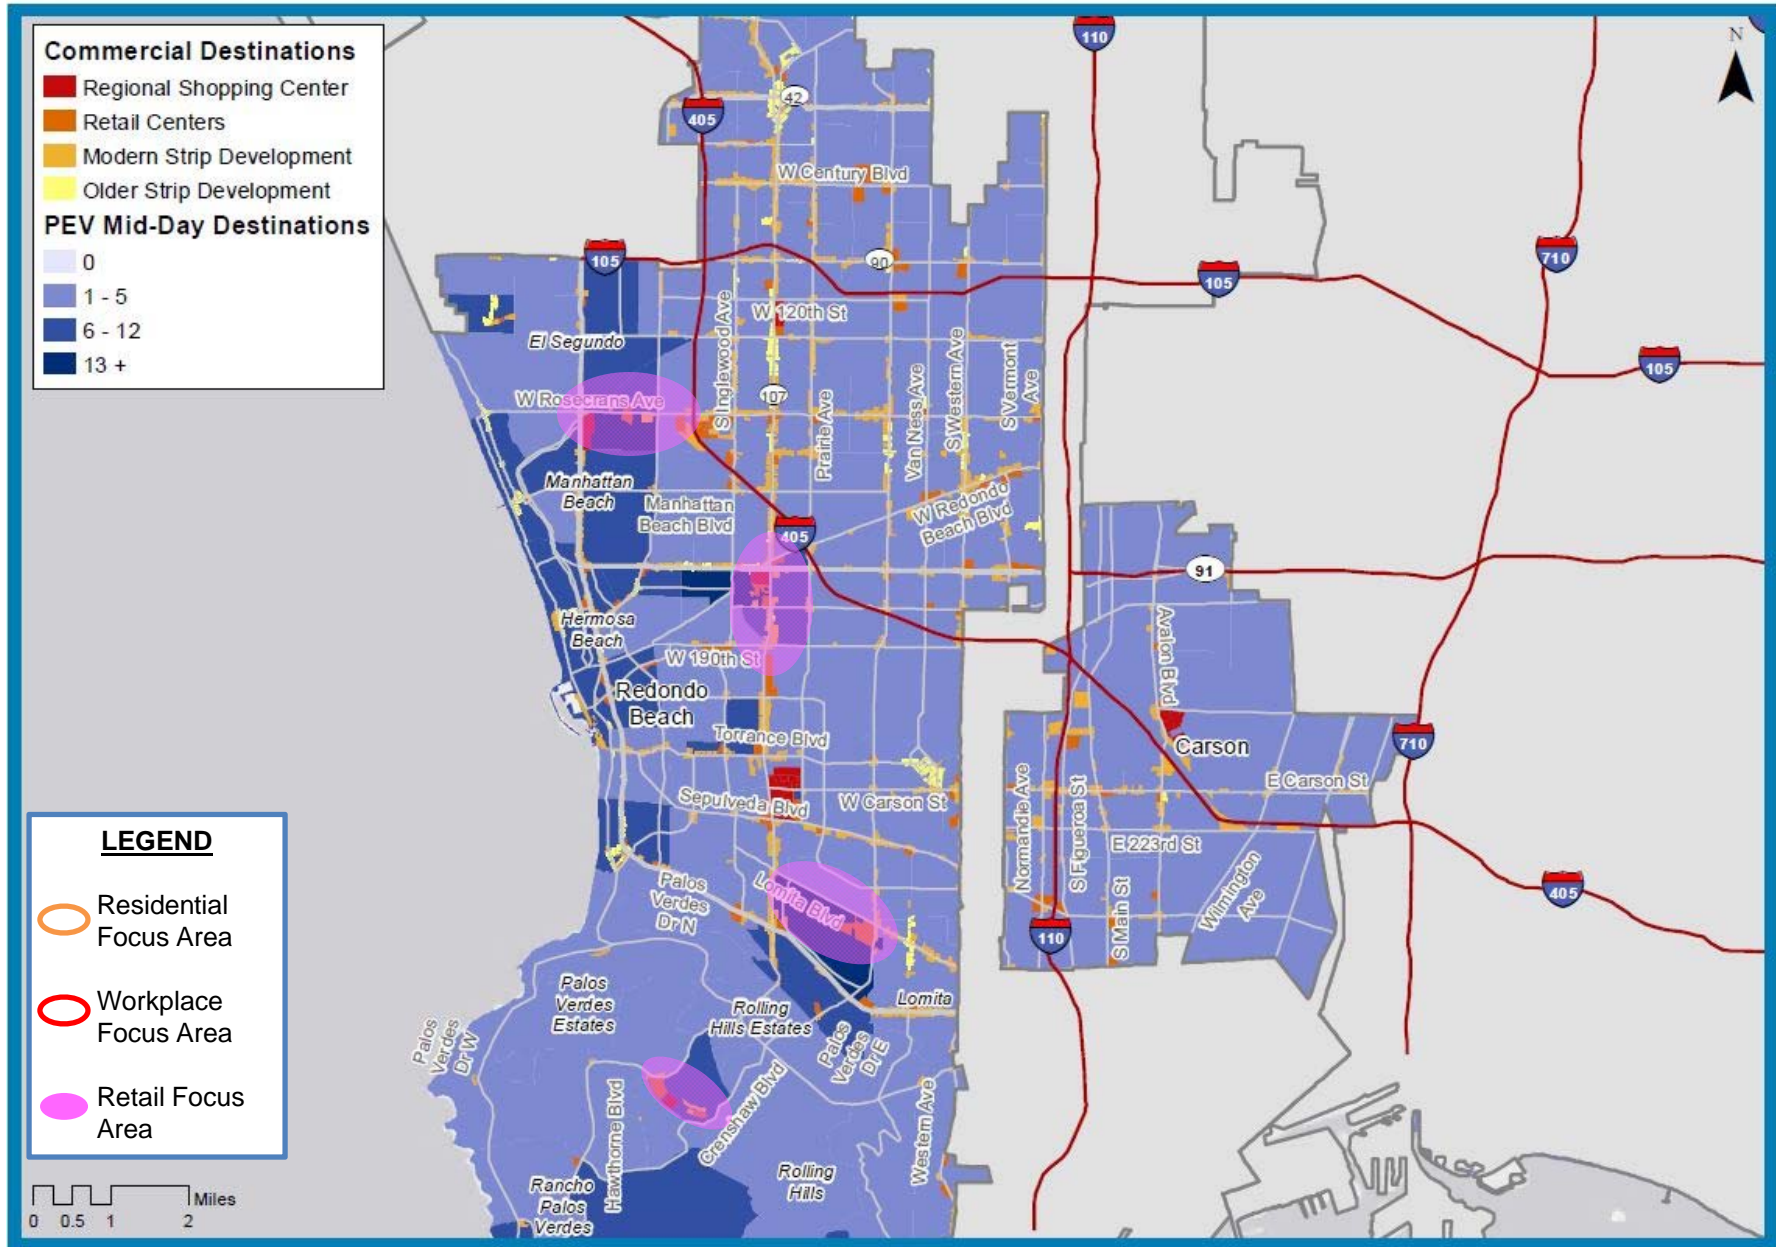 Commercial Destinations
Regional Shopping Center
Retail Centers
Modern Strip Development
Older Strip Development
PEV Mid-Day Destinations
0
1 - 5
6 - 12
13 +
N
110
405
42
W Century Blvd
105
90
105
710
W 120th St
S Inglewood Ave
El Segundo
S Western Ave
S Vermont
Ave
105
W Rosecrans Ave
107
Prairie Ave
Van Ness Ave
Manhattan
Beach
Manhattan
Beach Blvd
W Redondo
Beach Blvd
405
91
Hermosa
Beach
Avalon Blvd
W 190th St
Redondo
Beach
Torrance Blvd
Carson
710
Sepulveda Blvd
W Carson St
E Carson St
Normandie Ave
S Figueroa St
E 223rd St
LEGEND
Residential
Focus Area
Workplace
Focus Area
Retail Focus
Area
Palos
Verdes
Dr N
Lomita Blvd
S Main St
Wilmington
Ave
405
110
Palos
Verdes
Estates
Rolling
Hills Estates
Lomita
Palos
Verdes
Dr W
Palos
Verdes
Dr E
Hawthorne Blvd
Crenshaw Blvd
Western Ave
Rolling
Hills
Rancho
Palos
Verdes
Miles
0 0.5 1 2